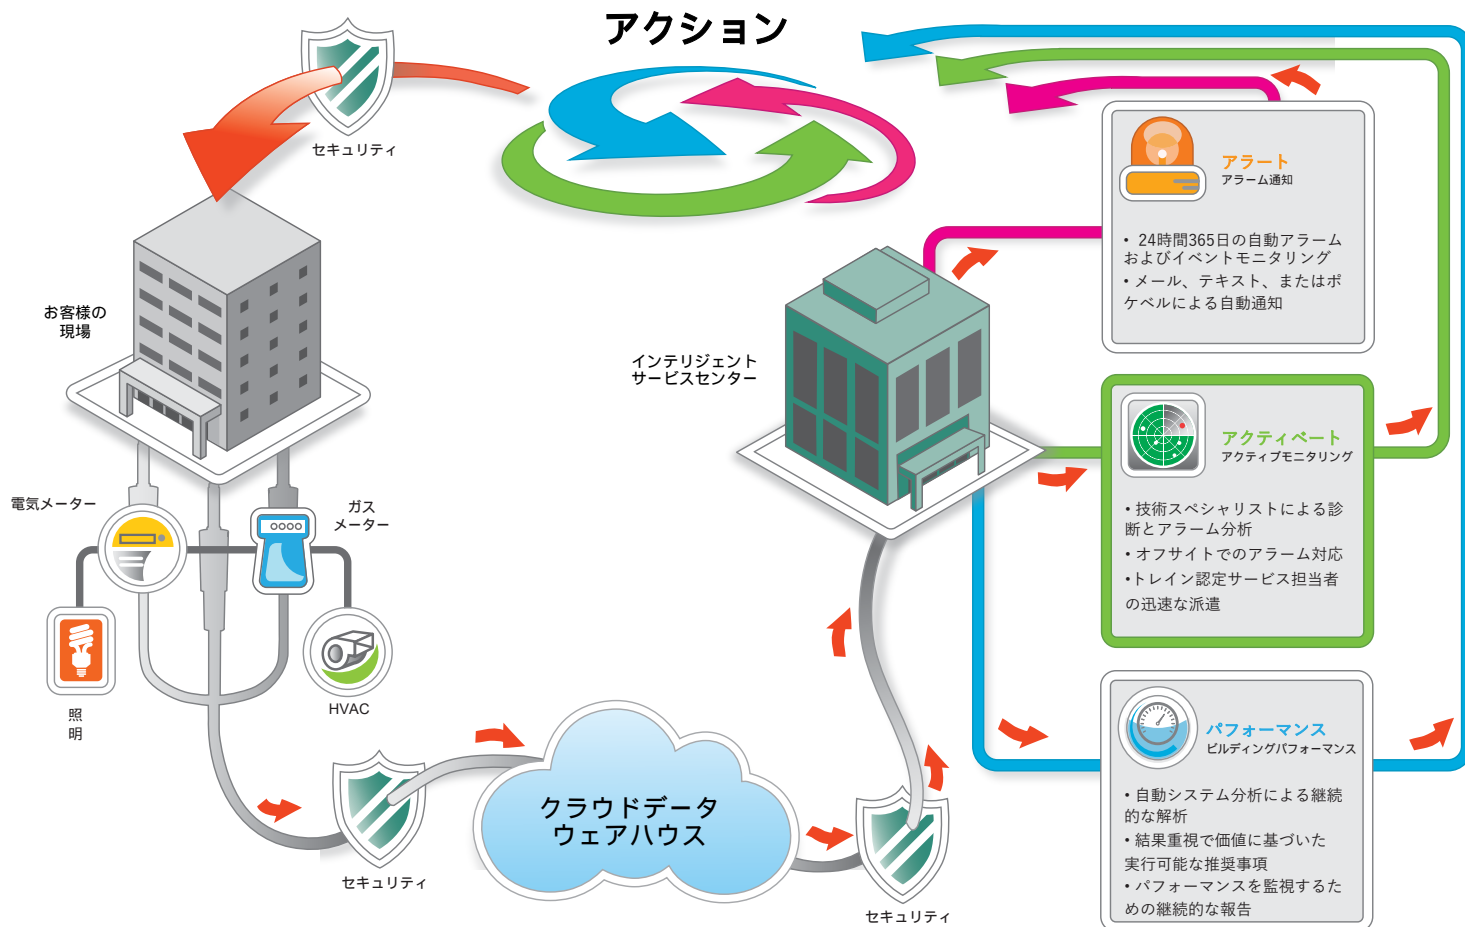 アクション
セキュリティ
お客様の
現場
電気メーター
ガス
メーター
照
明
HVAC
セキュリティ
クラウドデータ
ウェアハウス
セキュリティ
インテリジェント
サービスセンター
アラート
アラーム通知
• 24時間365日の自動アラーム
およびイベントモニタリング
• メール、テキスト、またはポ
ケベルによる自動通知
アクティベート
アクティブモニタリング
• 技術スペシャリストによる診
断とアラーム分析
• オフサイトでのアラーム対応
• トレイン認定サービス担当者
の迅速な派遣
パフォーマンス
ビルディングパフォーマンス
• 自動システム分析による継続
的な解析
• 結果重視で価値に基づいた
実行可能な推奨事項
• パフォーマンスを監視するた
めの継続的な報告